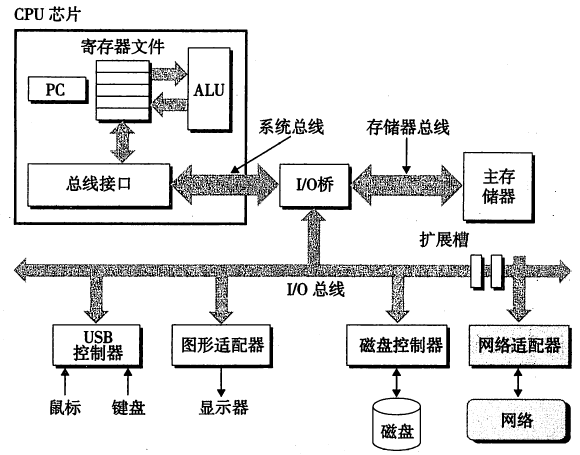 CPU 芯片
寄存器文件
PC
ALU
系统总线
存储器总线
总线接口
I/O桥
主存
储器
扩展槽
I/O 总线
USB
控制器
图形适配器
磁盘控制器
网络适配器
鼠标
键盘
显示器
磁盘
网络